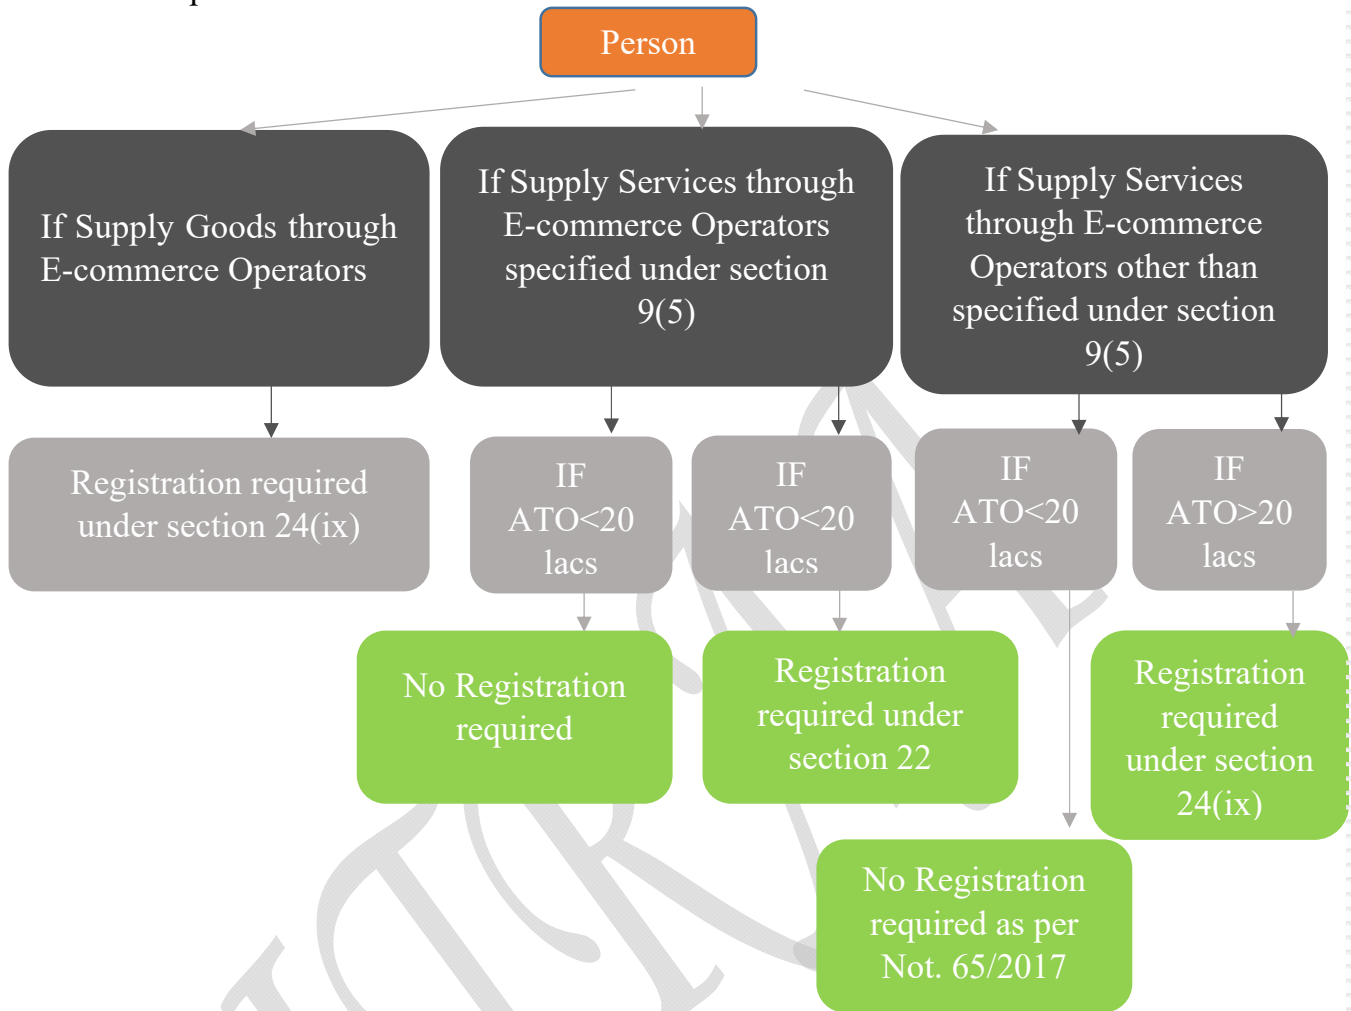 Person
If Supply Goods through
E-commerce Operators
If Supply Services through
E-commerce Operators
specified under section
9(5)
If Supply Services
through E-commerce
Operators other than
specified under section
9(5)
Registration required
under section 24(ix)
IF
ATO<20
lacs
IF
ATO<20
lacs
IF
ATO<20
lacs
IF
ATO>20
lacs
No Registration
required
Registration
required under
section 22
Registration
required
under section
24(ix)
No Registration
required as per
Not. 65/2017